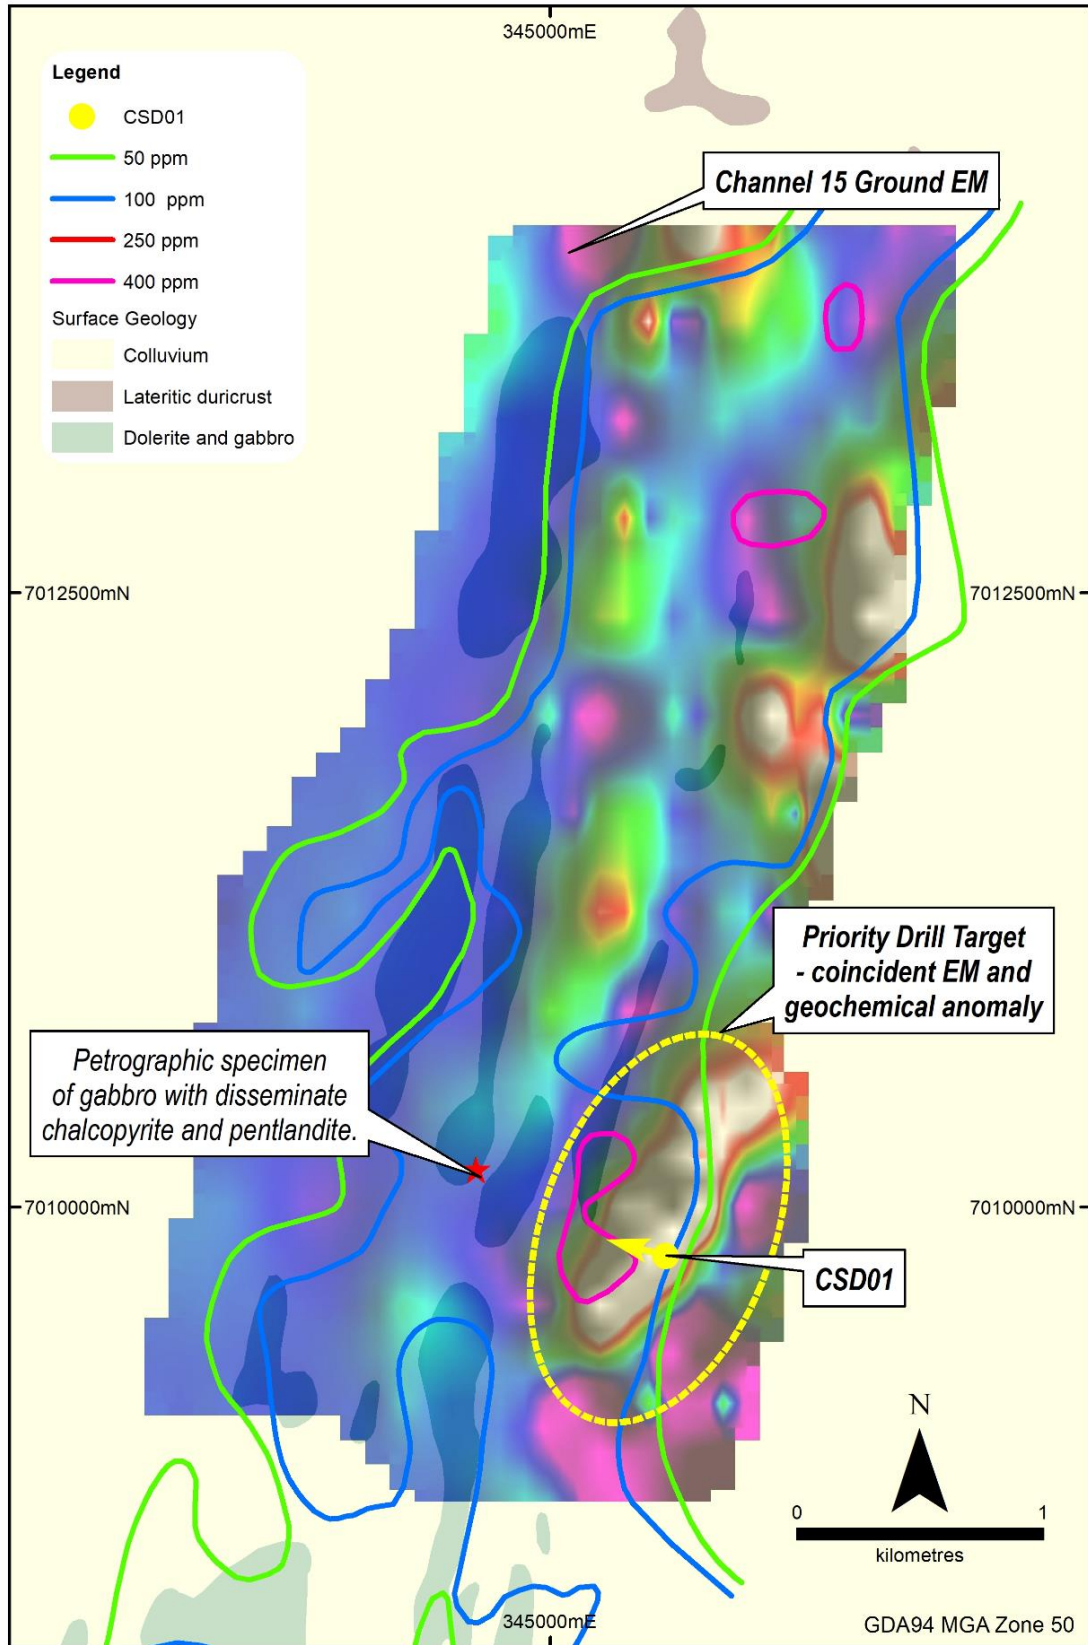 345000mE
Legend
CSD01
50 ppm
100 ppm
250 ppm
400 ppm
Surface Geology
Colluvium
Lateritic duricrust
Dolerite and gabbro
Channel 15 Ground EM
7012500mN
7012500mN
Priority Drill Target
- coincident EM and
geochemical anomaly
Petrographic specimen
of gabbro with disseminate
chalcopyrite and pentlandite.
7010000mN
7010000mN
CSD01
N
0 1
kilometres
345000mE
GDA94 MGA Zone 50